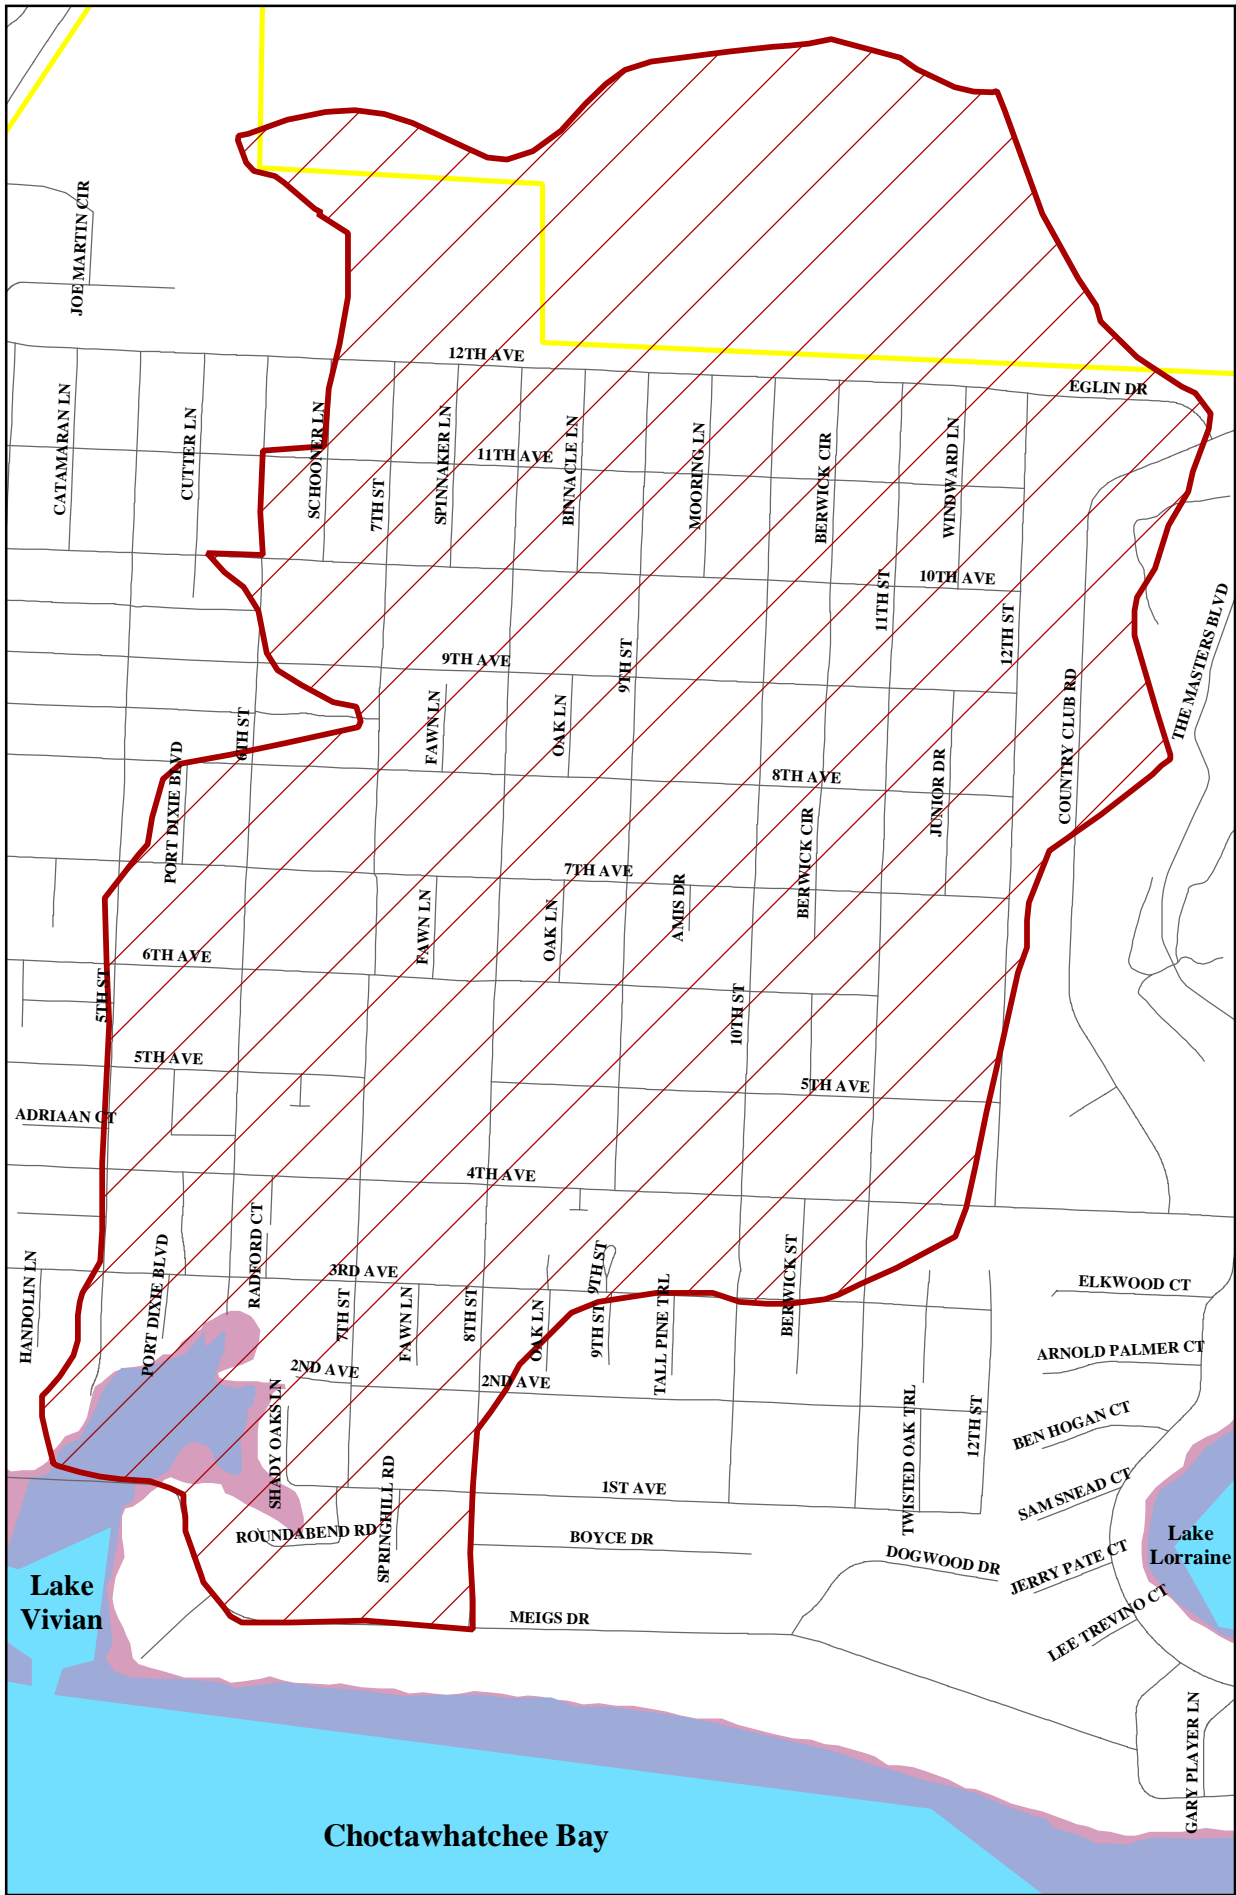 JOE MARTIN CIR
12TH AVE
EGLIN DR
CATAMARAN LN
CUTTER LN
SCHOONER LN
7TH ST
SPINNAKER LN
11TH AVE
BINNACLE LN
MOORING LN
BERWICK CIR
WINDWARD LN
10TH AVE
11TH ST
12TH ST
THE MASTERS BLVD
9TH AVE
9TH ST
COUNTRY CLUB RD
6TH ST
FAWN LN
OAK LN
PORT DIXIE BLVD
8TH AVE
JUNIOR DR
BERWICK CIR
7TH AVE
AMIS DR
FAWN LN
OAK LN
6TH AVE
5TH ST
10TH ST
5TH AVE
5TH AVE
ADRIAAN CT
4TH AVE
RADFORD CT
HANDOLIN LN
PORT DIXIE BLVD
3RD AVE
9TH ST
BERWICK ST
ELKWOOD CT
7TH ST
FAWN LN
8TH ST
OAK LN
9TH ST
TALL PINE TRL
ARNOLD PALMER CT
2ND AVE
2ND AVE
SHADY OAKS LN
TWISTED OAK TRL
12TH ST
BEN HOGAN CT
SAM SNEAD CT
1ST AVE
SPRINGHILL RD
ROUNDABEND RD
BOYCE DR
DOGWOOD DR
JERRY PATE CT
Lake
Lorraine
Lake
Vivian
MEIGS DR
LEE TREVINO CT
GARY PLAYER LN
Choctawhatchee Bay